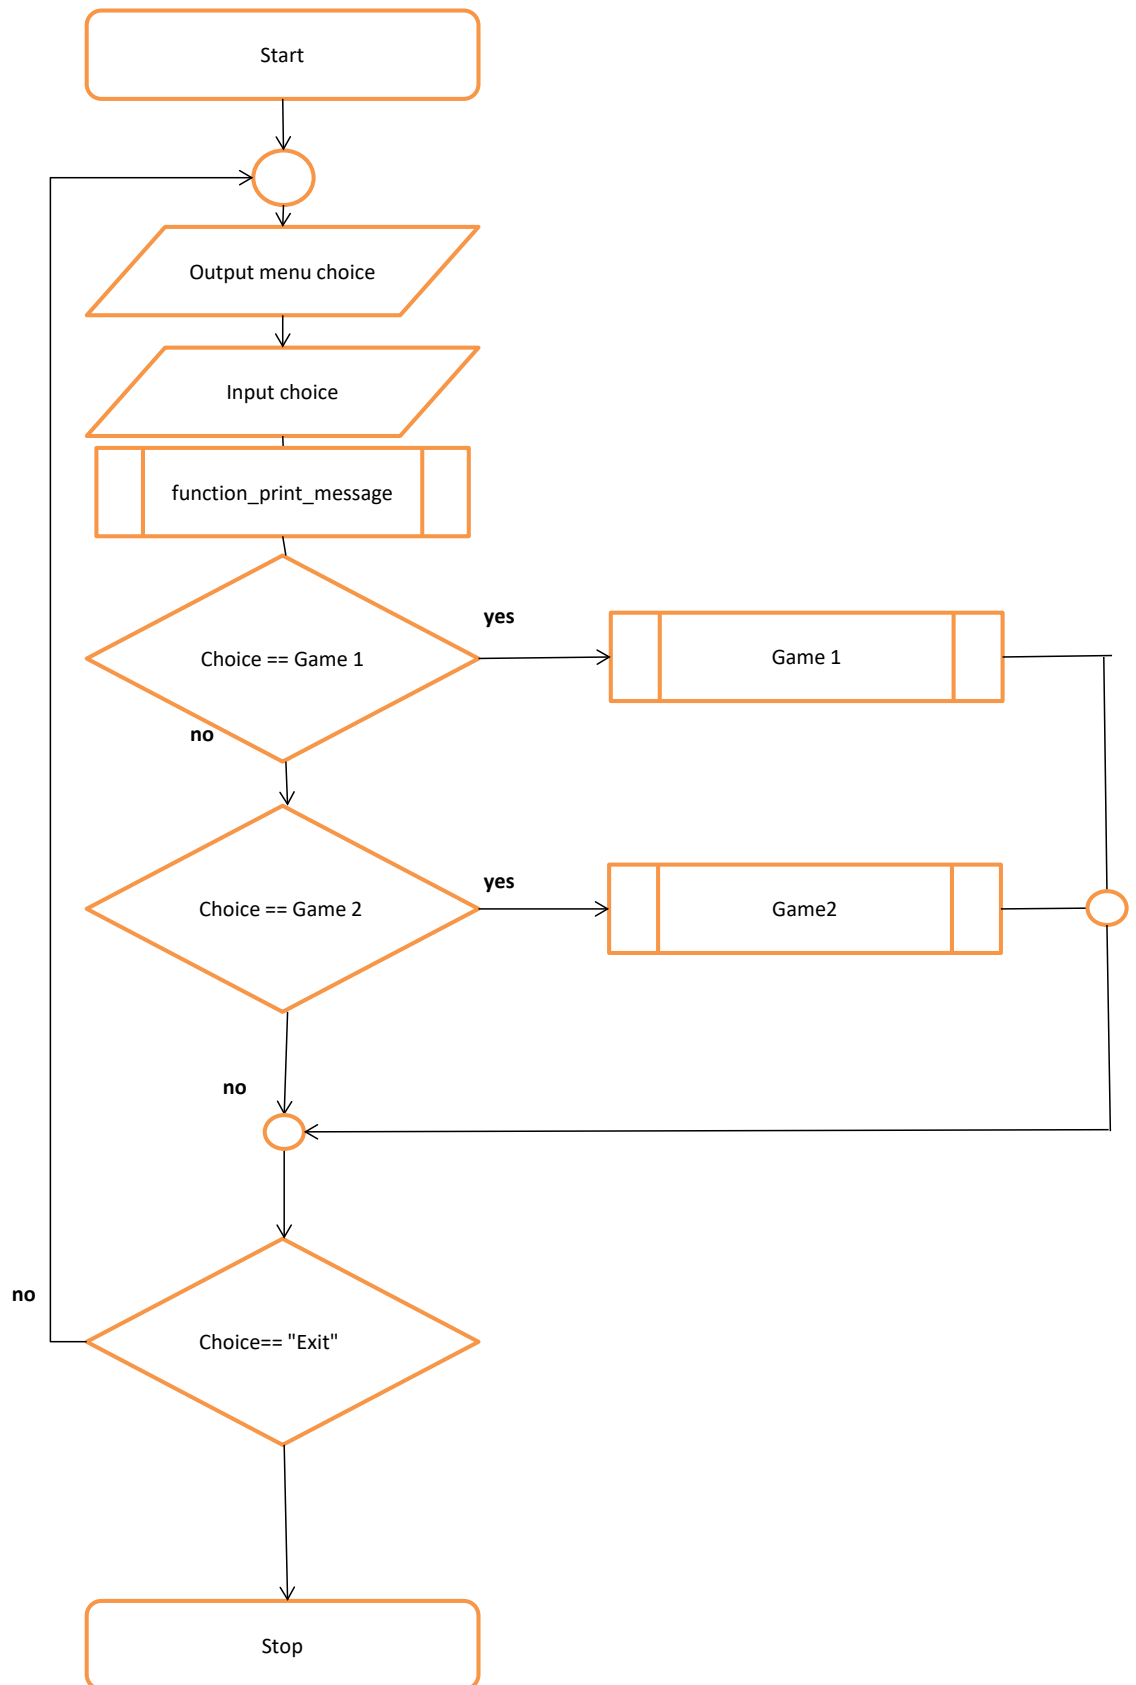 Start
Output menu choice
Input choice
function_print_message
Choice == Game 1
yes
Game 1
no
Choice == Game 2
yes
Game2
no
Choice== "Exit"
no
Stop